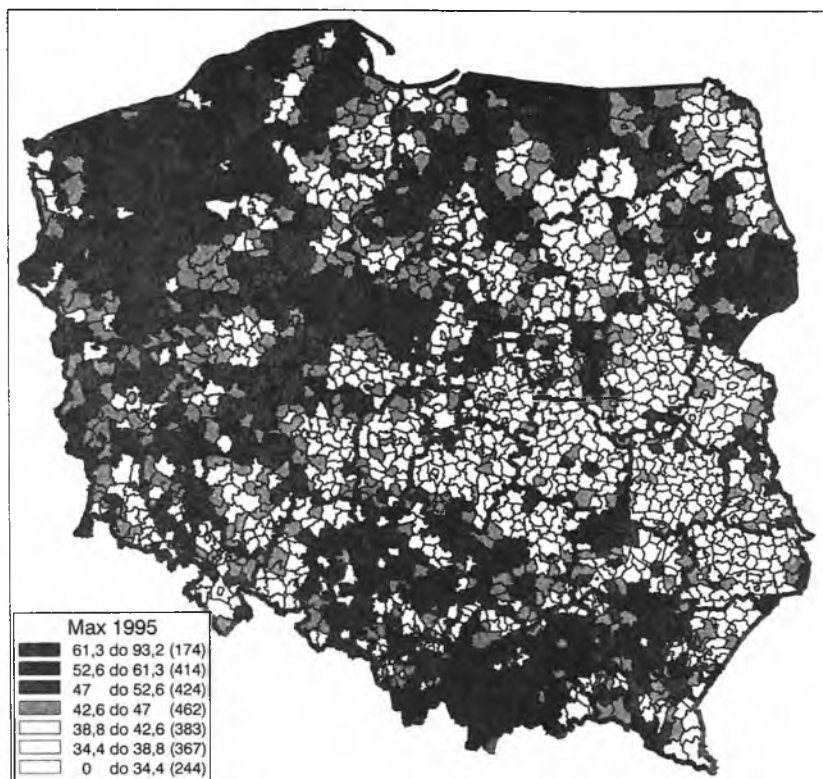 Max 1995
61,3 do 93,2 (174)
52,6 do 61,3 (414)
47 do 52,6 (424)
42,6 do 47 (462)
38,8 do 42,6 (383)
34,4 do 38,8 (367)
0 do 34,4 (244)